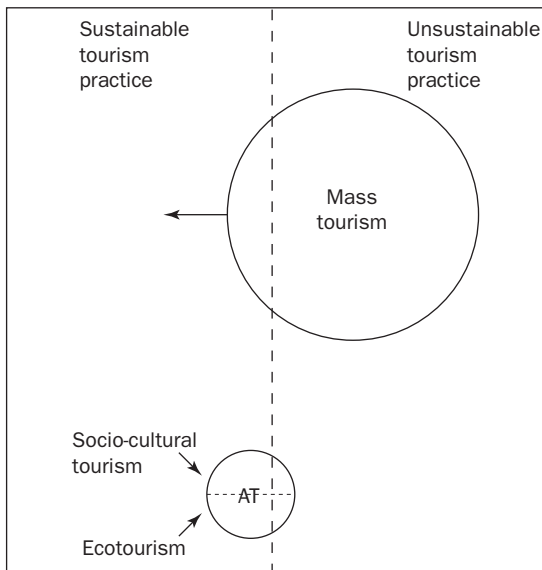 Sustainable
tourism
practice
Unsustainable
tourism
practice
Mass
tourism
Socio-cultural
tourism
AT
Ecotourism